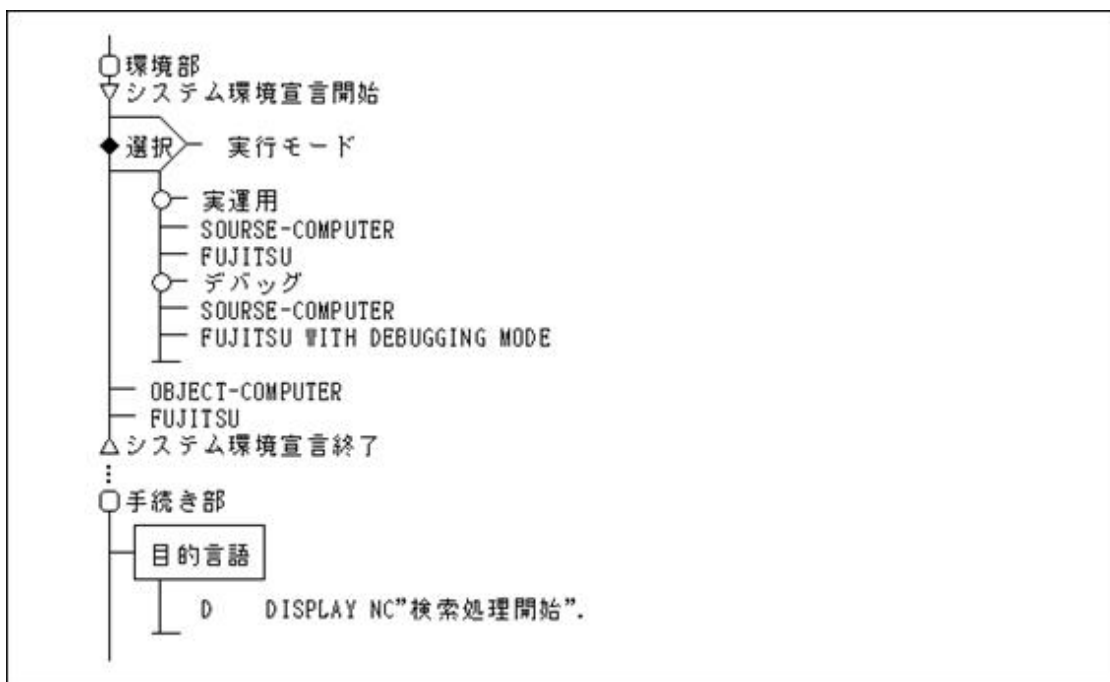 環境部
システム環境宣言開始
選択 実行モード
実運用
SOURSE-COMPUTER
FUJITSU
デバッグ
SOURSE-COMPUTER
FUJITSU WITH DEBUGGING MODE
OBJECT-COMPUTER
FUJITSU
システム環境宣言終了
手続き部
目的言語
D DISPLAY NC”検索処理開始”.